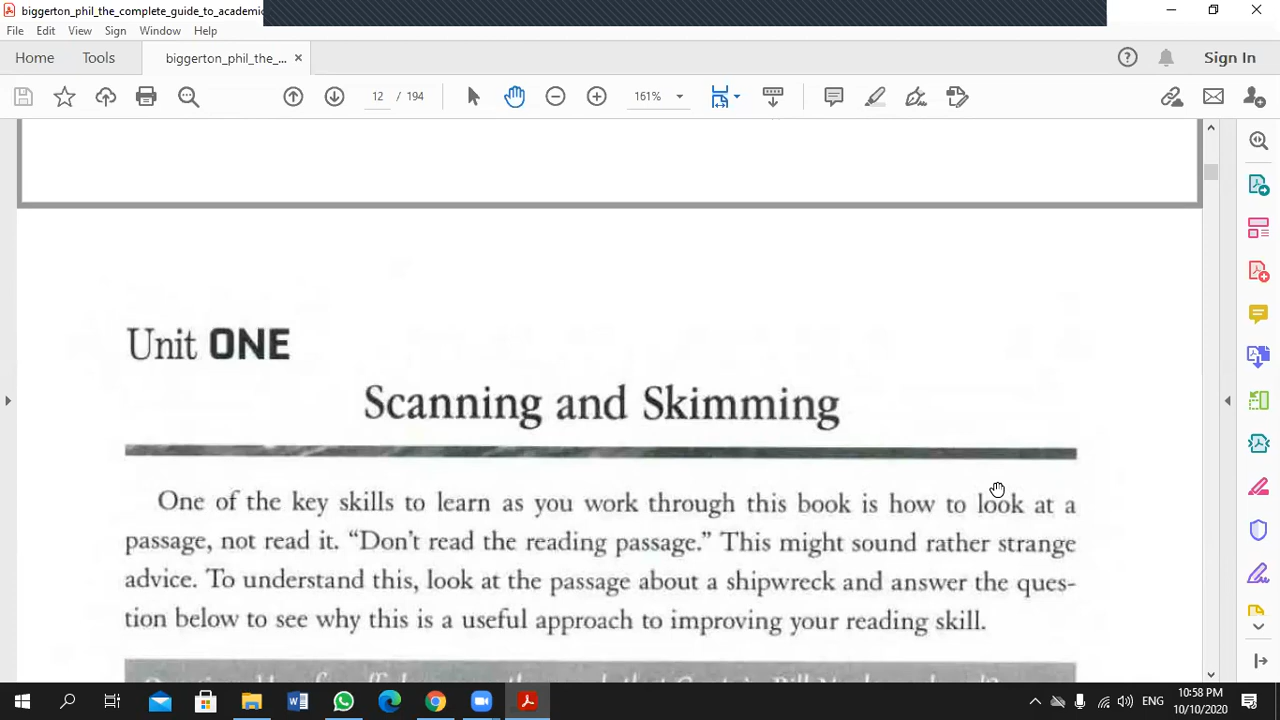 biggerton_phil_the_complete_guide_to_academic
File Edit View Sign Window Help
Home Tools biggerton_phil_the_... × Sign In
12 / 194 161%
Unit ONE
Scanning and Skimming
One of the key skills to learn as you work through this book is how to look at a
passage, not read it. “Don’t read the reading passage.” This might sound rather strange
advice. To understand this, look at the passage about a shipwreck and answer the ques-
tion below to see why this is a useful approach to improving your reading skill.
ENG
10:58 PM
10/10/2020